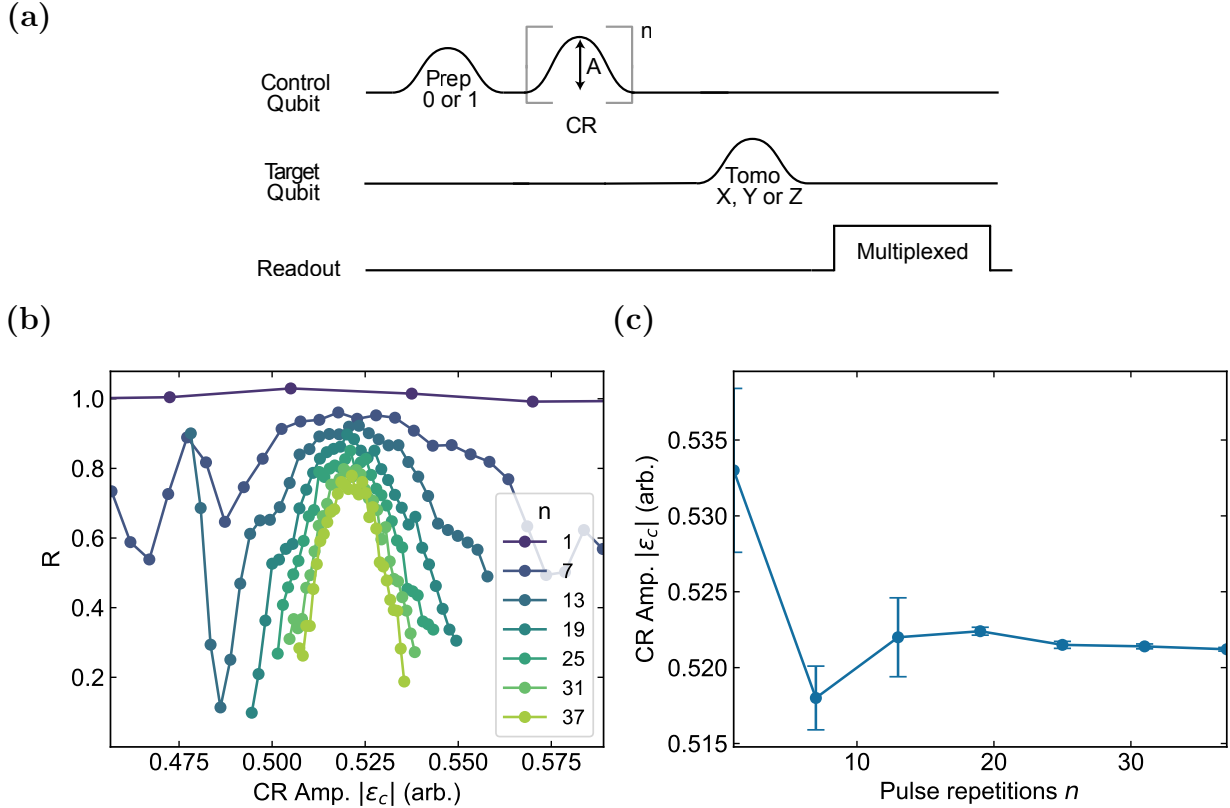 (a)
n
A
Control
Qubit
Prep
0 or 1
CR
Target
Qubit
Tomo
X, Y or Z
Readout
Multiplexed
(b)
R
1.0
0.8
0.6
0.4
0.2
0.475
0.500
0.525
0.550
0.575
CR Amp. |εc| (arb.)
n
1
7
13
19
25
31
37
(c)
CR Amp. |εc| (arb.)
0.535
0.530
0.525
0.520
0.515
10
20
30
Pulse repetitions n